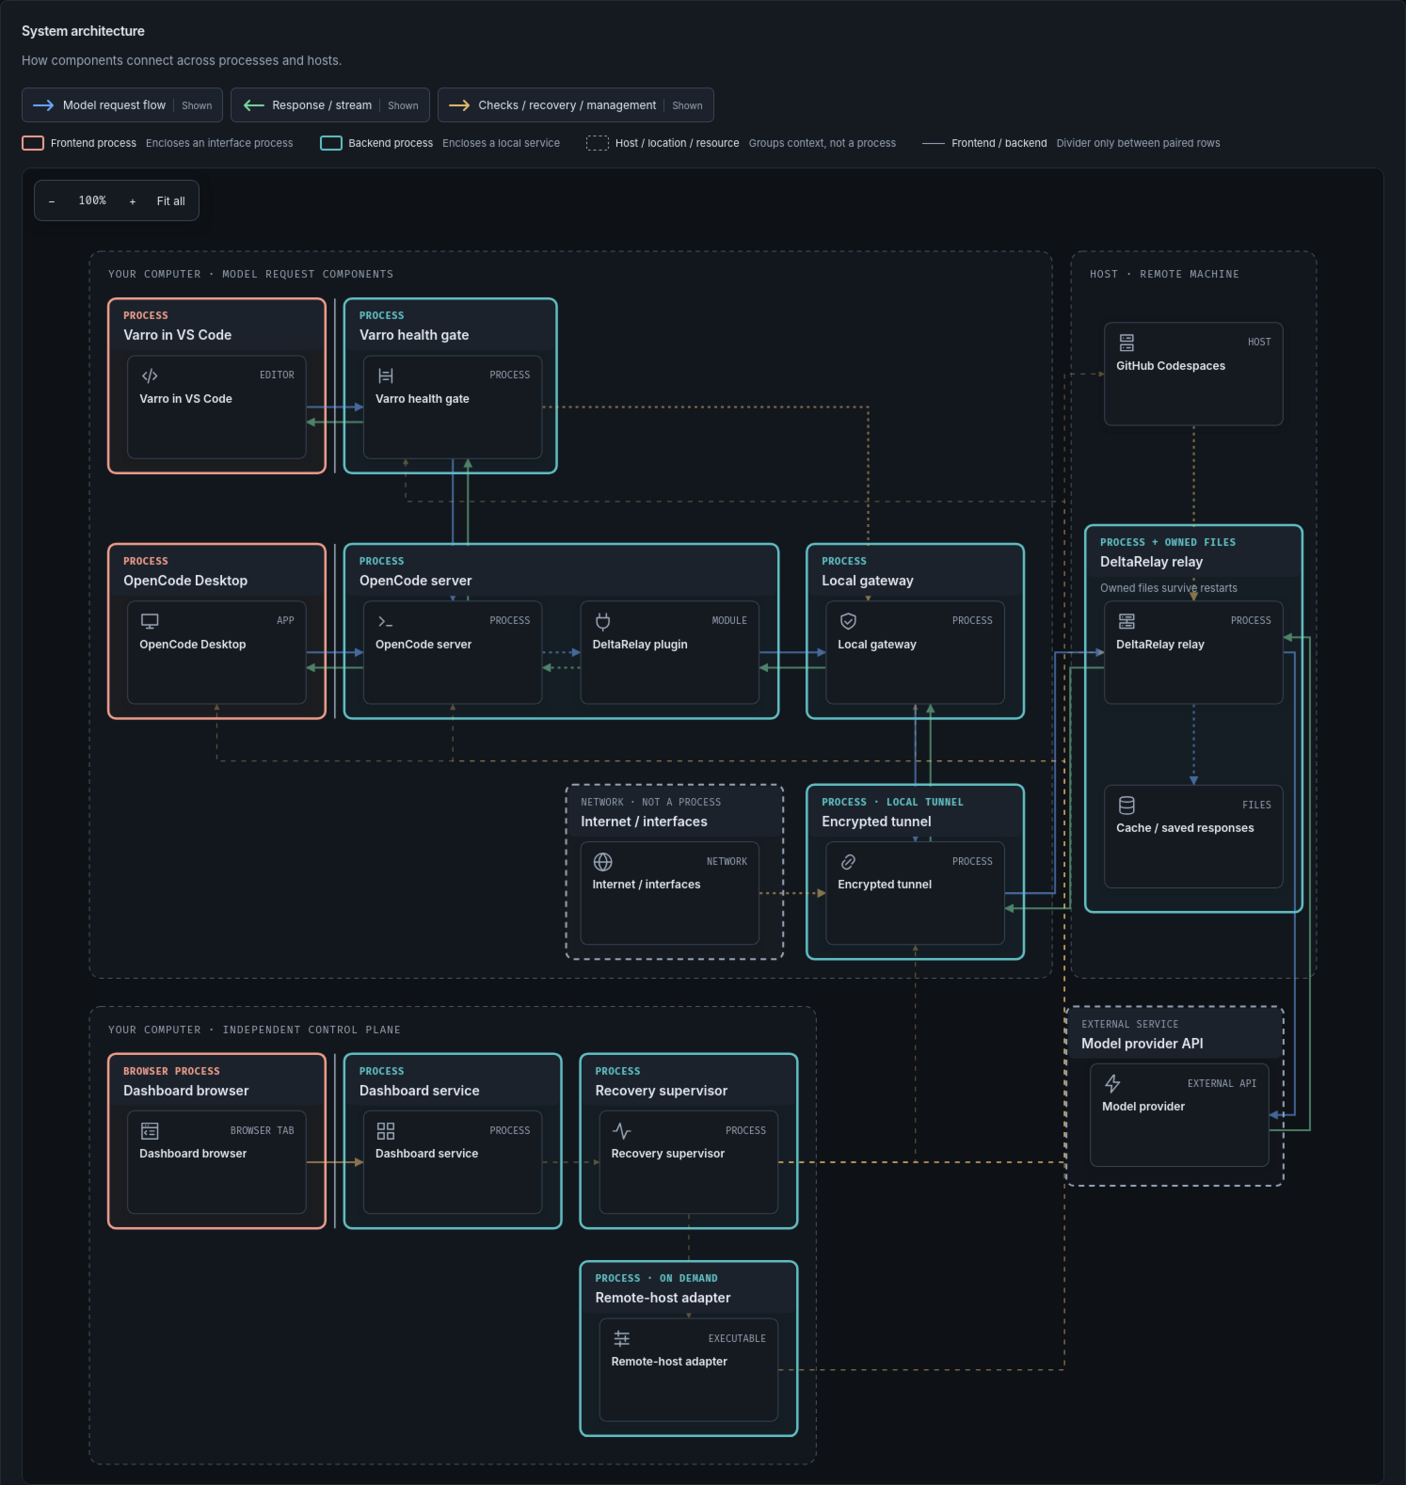 System architecture
How components connect across processes and hosts.
Model request flow Shown
Response / stream Shown
Checks / recovery / management Shown
Frontend process Encloses an interface process
Backend process Encloses a local service
Host / location / resource Groups context, not a process
Frontend / backend Divider only between paired rows
− 100% + Fit all
YOUR COMPUTER · MODEL REQUEST COMPONENTS
HOST · REMOTE MACHINE
PROCESS
Varro in VS Code
EDITOR
Varro in VS Code
PROCESS
Varro health gate
PROCESS
Varro health gate
HOST
GitHub Codespaces
PROCESS
OpenCode Desktop
APP
OpenCode Desktop
PROCESS
OpenCode server
PROCESS
OpenCode server
MODULE
DeltaRelay plugin
PROCESS
Local gateway
PROCESS
Local gateway
PROCESS + OWNED FILES
DeltaRelay relay
Owned files survive restarts
PROCESS
DeltaRelay relay
FILES
Cache / saved responses
NETWORK · NOT A PROCESS
Internet / interfaces
NETWORK
Internet / interfaces
PROCESS · LOCAL TUNNEL
Encrypted tunnel
PROCESS
Encrypted tunnel
YOUR COMPUTER · INDEPENDENT CONTROL PLANE
EXTERNAL SERVICE
Model provider API
EXTERNAL API
Model provider
BROWSER PROCESS
Dashboard browser
BROWSER TAB
Dashboard browser
PROCESS
Dashboard service
PROCESS
Dashboard service
PROCESS
Recovery supervisor
PROCESS
Recovery supervisor
PROCESS · ON DEMAND
Remote-host adapter
EXECUTABLE
Remote-host adapter